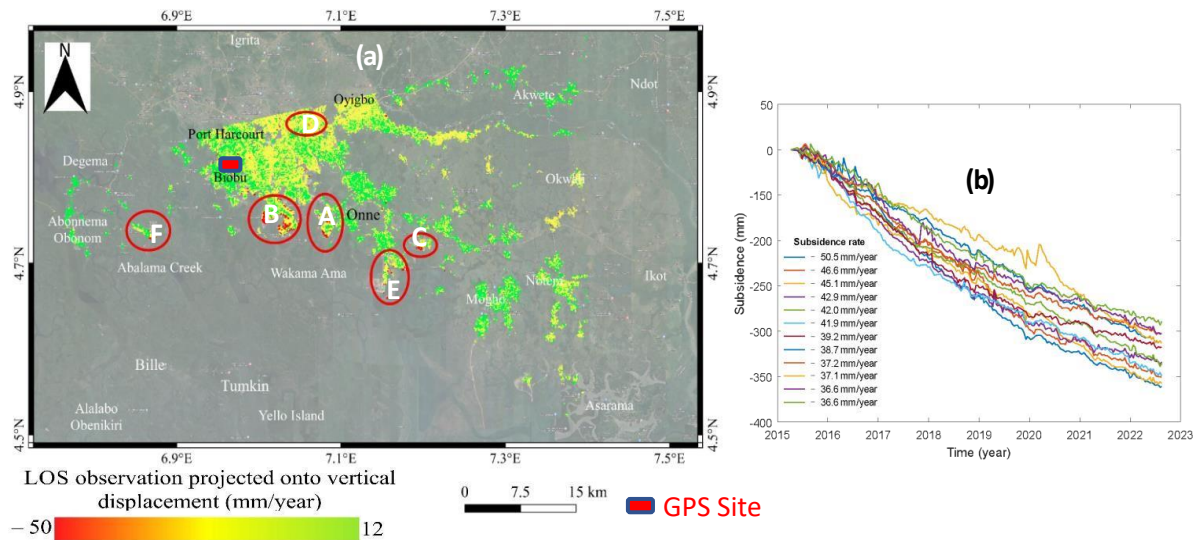 6.9°E 7.1°E 7.3°E 7.5°E
N
(a)
Igrita
4.9°N
4.9°N
Ndot
Akwete
Oyigbo
D
Port Harcourt
Degema
Okwali
B
A
Onne
Abonnema
Obonom
F
C
Abalama Creek
Wakama Ama
4.7°N
4.7°N
Ikot
E
Mogho
Bille
Tumkin
Alalabo
Obenikiri
Yello Island
Asarama
4.5°N
4.5°N
6.9°E 7.1°E 7.3°E 7.5°E
LOS observation projected onto vertical
displacement (mm/year)
– 50 12
0 7.5 15 km
GPS Site
(b)
50
0
-50
-100
-150
-200
-250
-300
-350
-400
Subsidence (mm)
Subsidence rate
– 50.5 mm/year
– 46.6 mm/year
– 45.1 mm/year
– 42.9 mm/year
– 42.0 mm/year
– 41.9 mm/year
– 39.2 mm/year
– 38.7 mm/year
– 37.2 mm/year
– 37.1 mm/year
– 36.6 mm/year
– 36.6 mm/year
2015 2016 2017 2018 2019 2020 2021 2022 2023
Time (year)